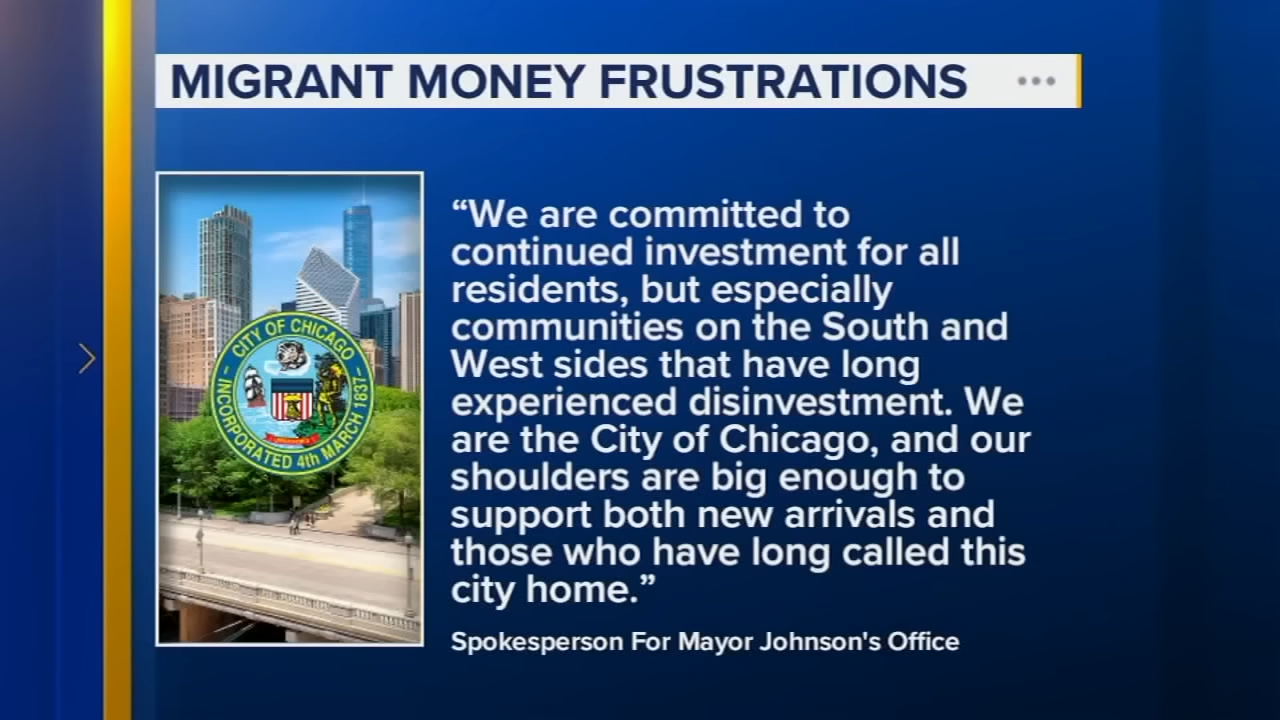 MIGRANT MONEY FRUSTRATIONS
CITY OF CHICAGO
INCORPORATED 4th MARCH 1837
“We are committed to
continued investment for all
residents, but especially
communities on the South and
West sides that have long
experienced disinvestment. We
are the City of Chicago, and our
shoulders are big enough to
support both new arrivals and
those who have long called this
city home.”
Spokesperson For Mayor Johnson's Office